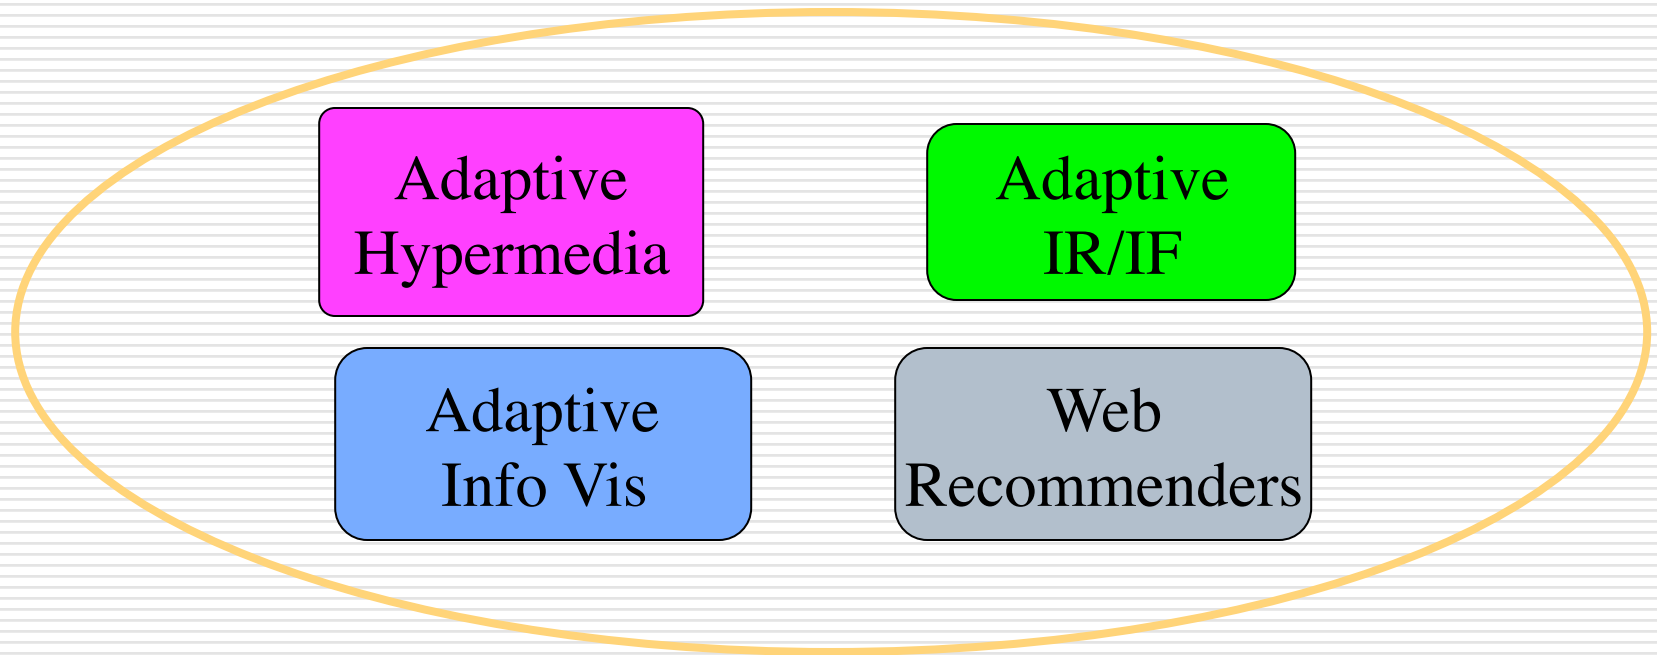 Adaptive
Hypermedia
Adaptive
IR/IF
Adaptive
Info Vis
Web
Recommenders